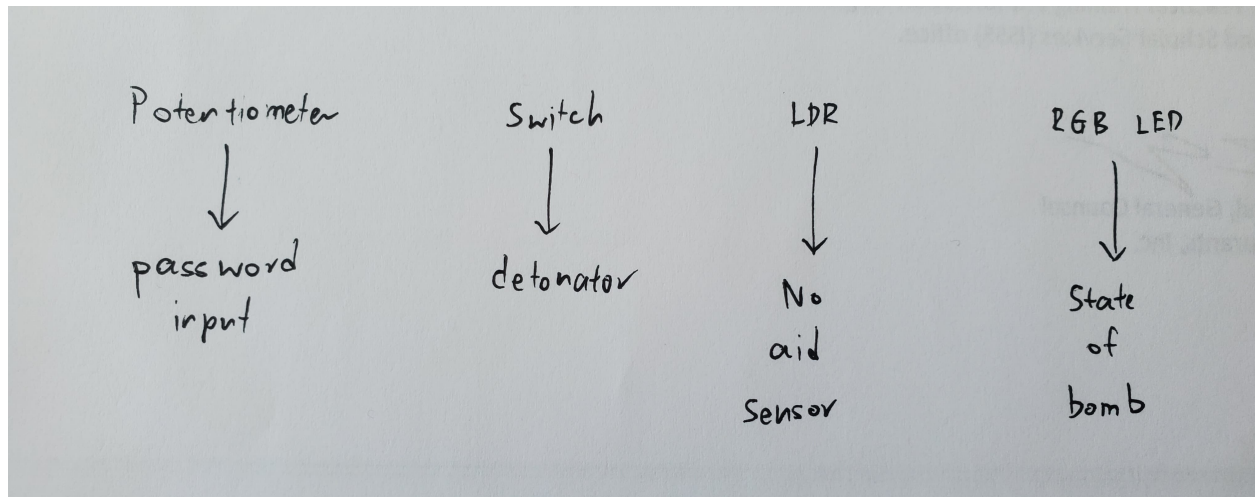 Potentiometer
Switch
LDR
RGB LED
password
input
detonator
No
aid
sensor
State
of
bomb